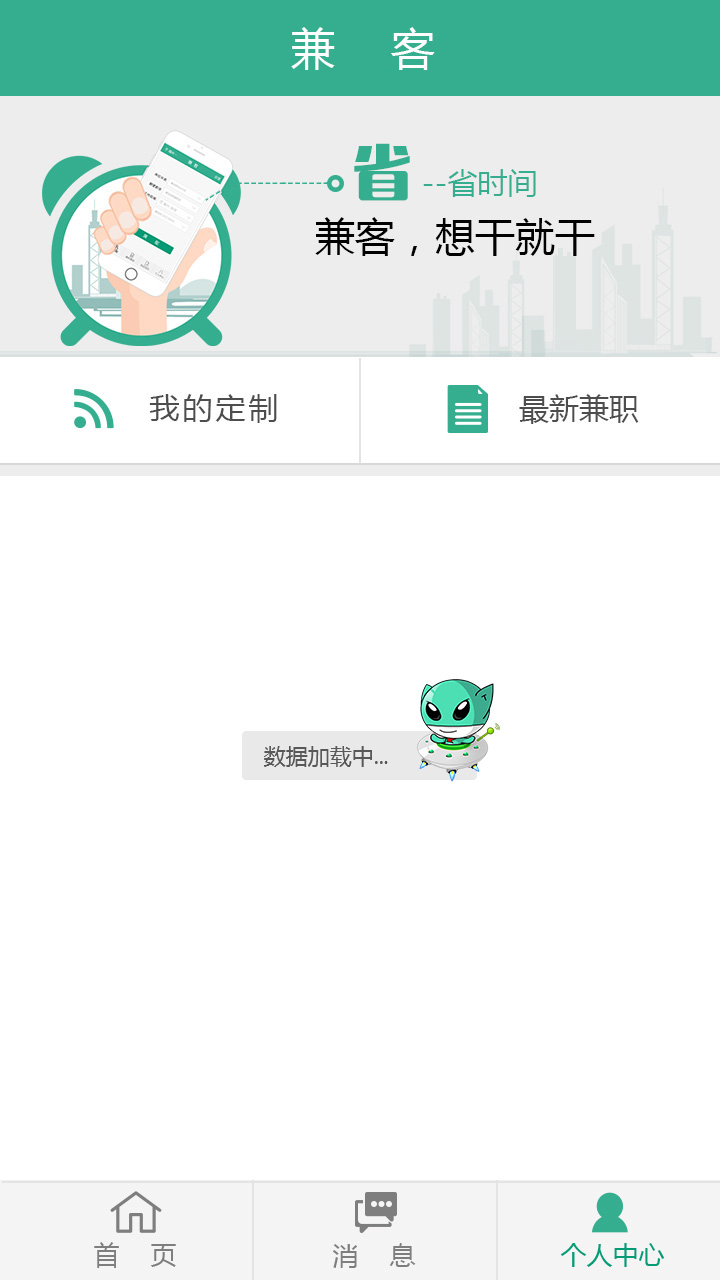 兼 客
省 --省时间
兼客，想干就干
我的定制 最新兼职
数据加载中...
首 页 消 息 个人中心